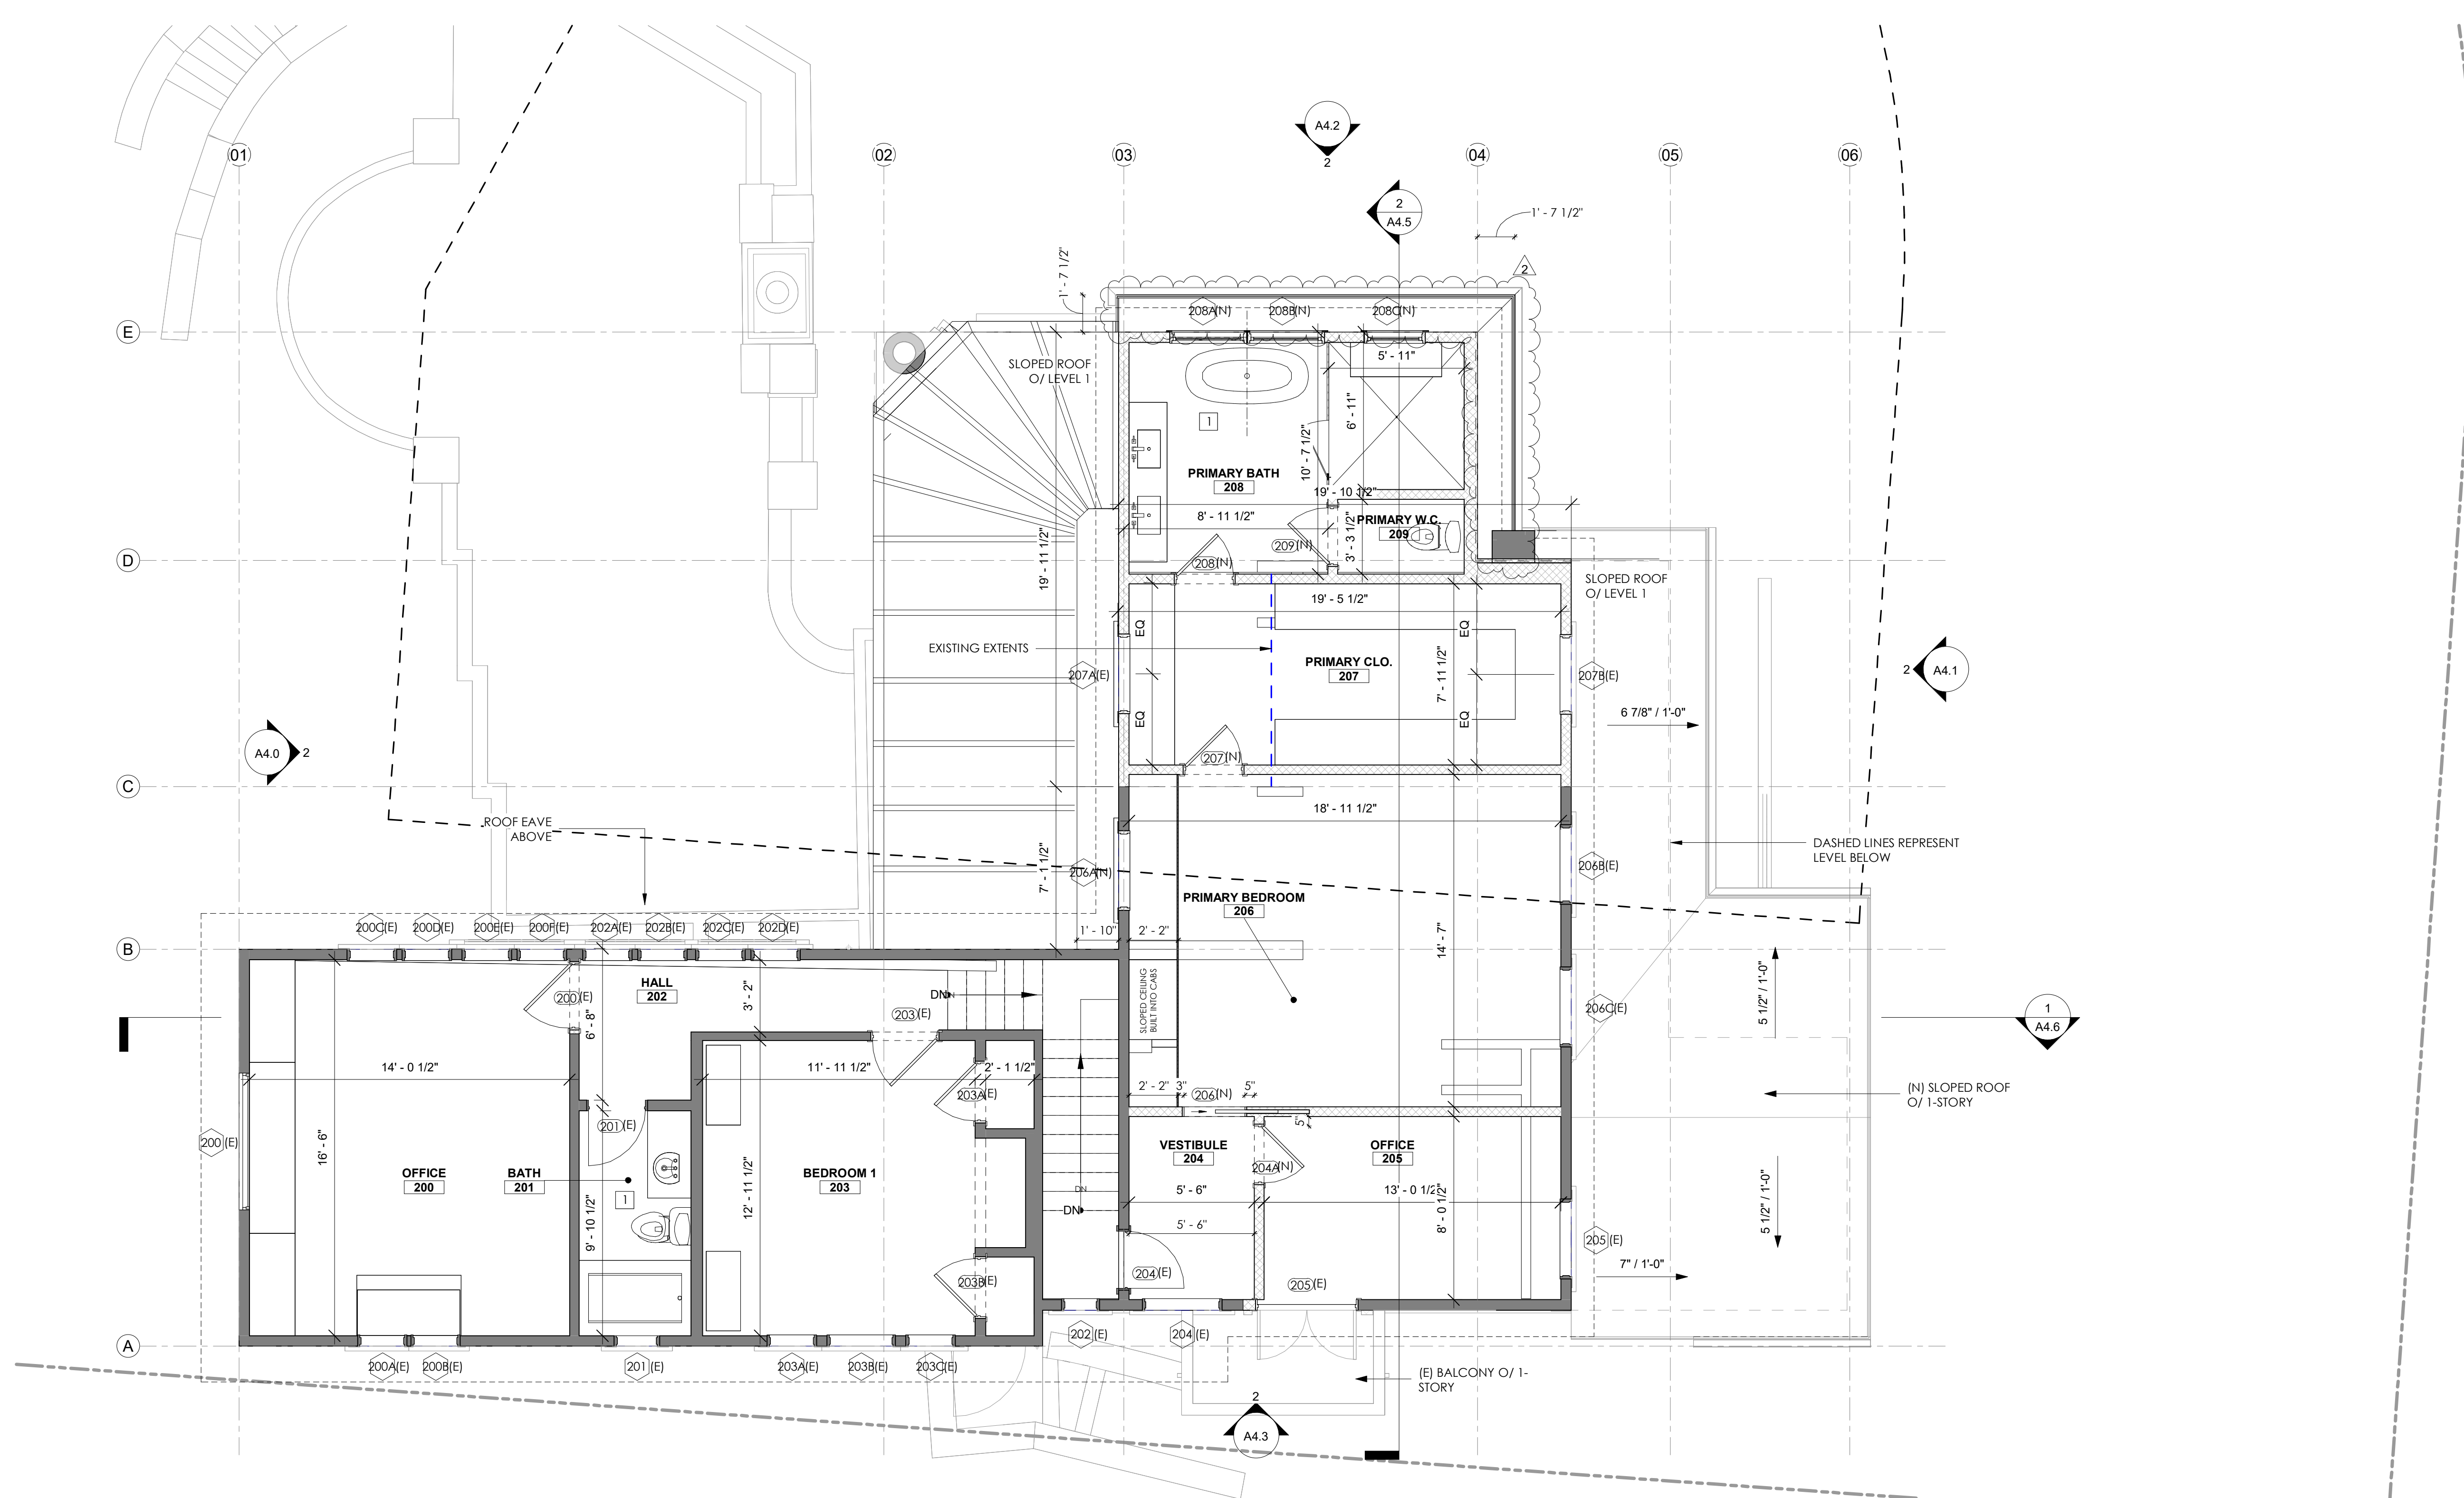 A4.2
2
01
02
03
04
05
06
2
A4.5
1' - 7 1/2"
1' - 7 1/2"
2
208A(N)
208B(N)
208C(N)
E
SLOPED ROOF
O/ LEVEL 1
5' - 11"
6' - 11"
1
10' - 7 1/2"
PRIMARY BATH
208
19' - 10 1/2"
8' - 11 1/2"
PRIMARY W.C.
209
3' - 3 1/2"
209(N)
208(N)
D
19' - 11 1/2"
SLOPED ROOF
O/ LEVEL 1
19' - 5 1/2"
EQ
EQ
EXISTING EXTENTS
PRIMARY CLO.
207
7' - 11 1/2"
207A(E)
207B(E)
2
A4.1
EQ
EQ
6 7/8" / 1'-0"
A4.0
2
207(N)
C
18' - 11 1/2"
ROOF EAVE
ABOVE
DASHED LINES REPRESENT
LEVEL BELOW
7' - 1 1/2"
206A(N)
206B(E)
PRIMARY BEDROOM
206
200C(E)
200D(E)
200E(E)
200F(E)
202A(E)
202B(E)
202C(E)
202D(E)
1' - 10"
2' - 2"
14' - 7"
B
HALL
202
3' - 2"
DN
200(E)
203(E)
6' - 8"
SLOPED CEILING
BUILT INTO CABS
206C(E)
5 1/2" / 1'-0"
1
A4.6
14' - 0 1/2"
11' - 11 1/2"
2' - 1 1/2"
203A(E)
2' - 2"
3"
206(N)
5"
5"
(N) SLOPED ROOF
O/ 1-STORY
201(E)
200(E)
16' - 6"
OFFICE
200
BATH
201
1
BEDROOM 1
203
12' - 11 1/2"
VESTIBULE
204
OFFICE
205
204A(N)
5' - 6"
13' - 0 1/2"
DN
DN
8' - 0 1/2"
5 1/2" / 1'-0"
9' - 10 1/2"
5' - 6"
205(E)
204(E)
7" / 1'-0"
203B(E)
205(E)
202(E)
204(E)
A
200A(E)
200B(E)
201(E)
203A(E)
203B(E)
203C(E)
(E) BALCONY O/ 1-
STORY
2
A4.3